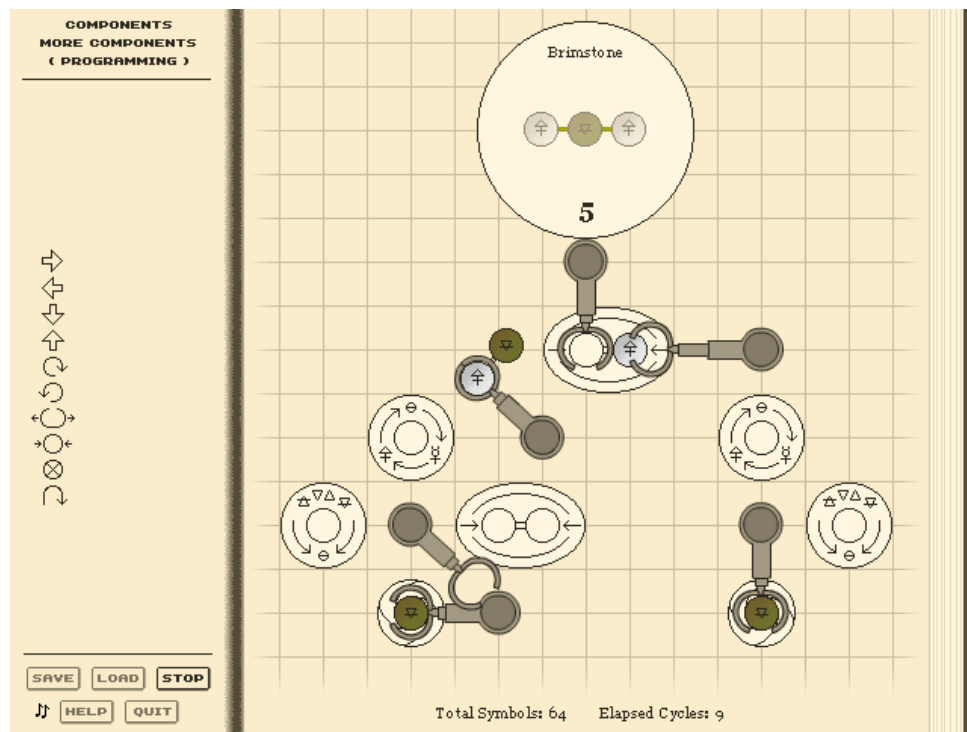 COMPONENTS
MORE COMPONENTS
( PROGRAMMING )
Brimstone
5
SAVE LOAD STOP
HELP QUIT
Total Symbols: 64 Elapsed Cycles: 9